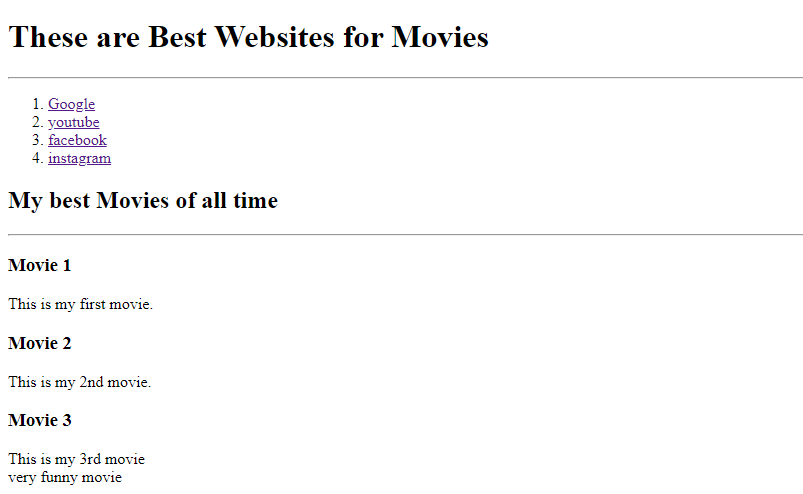 These are Best Websites for Movies
1. Google
2. youtube
3. facebook
4. instagram
My best Movies of all time
Movie 1
This is my first movie.
Movie 2
This is my 2nd movie.
Movie 3
This is my 3rd movie
very funny movie